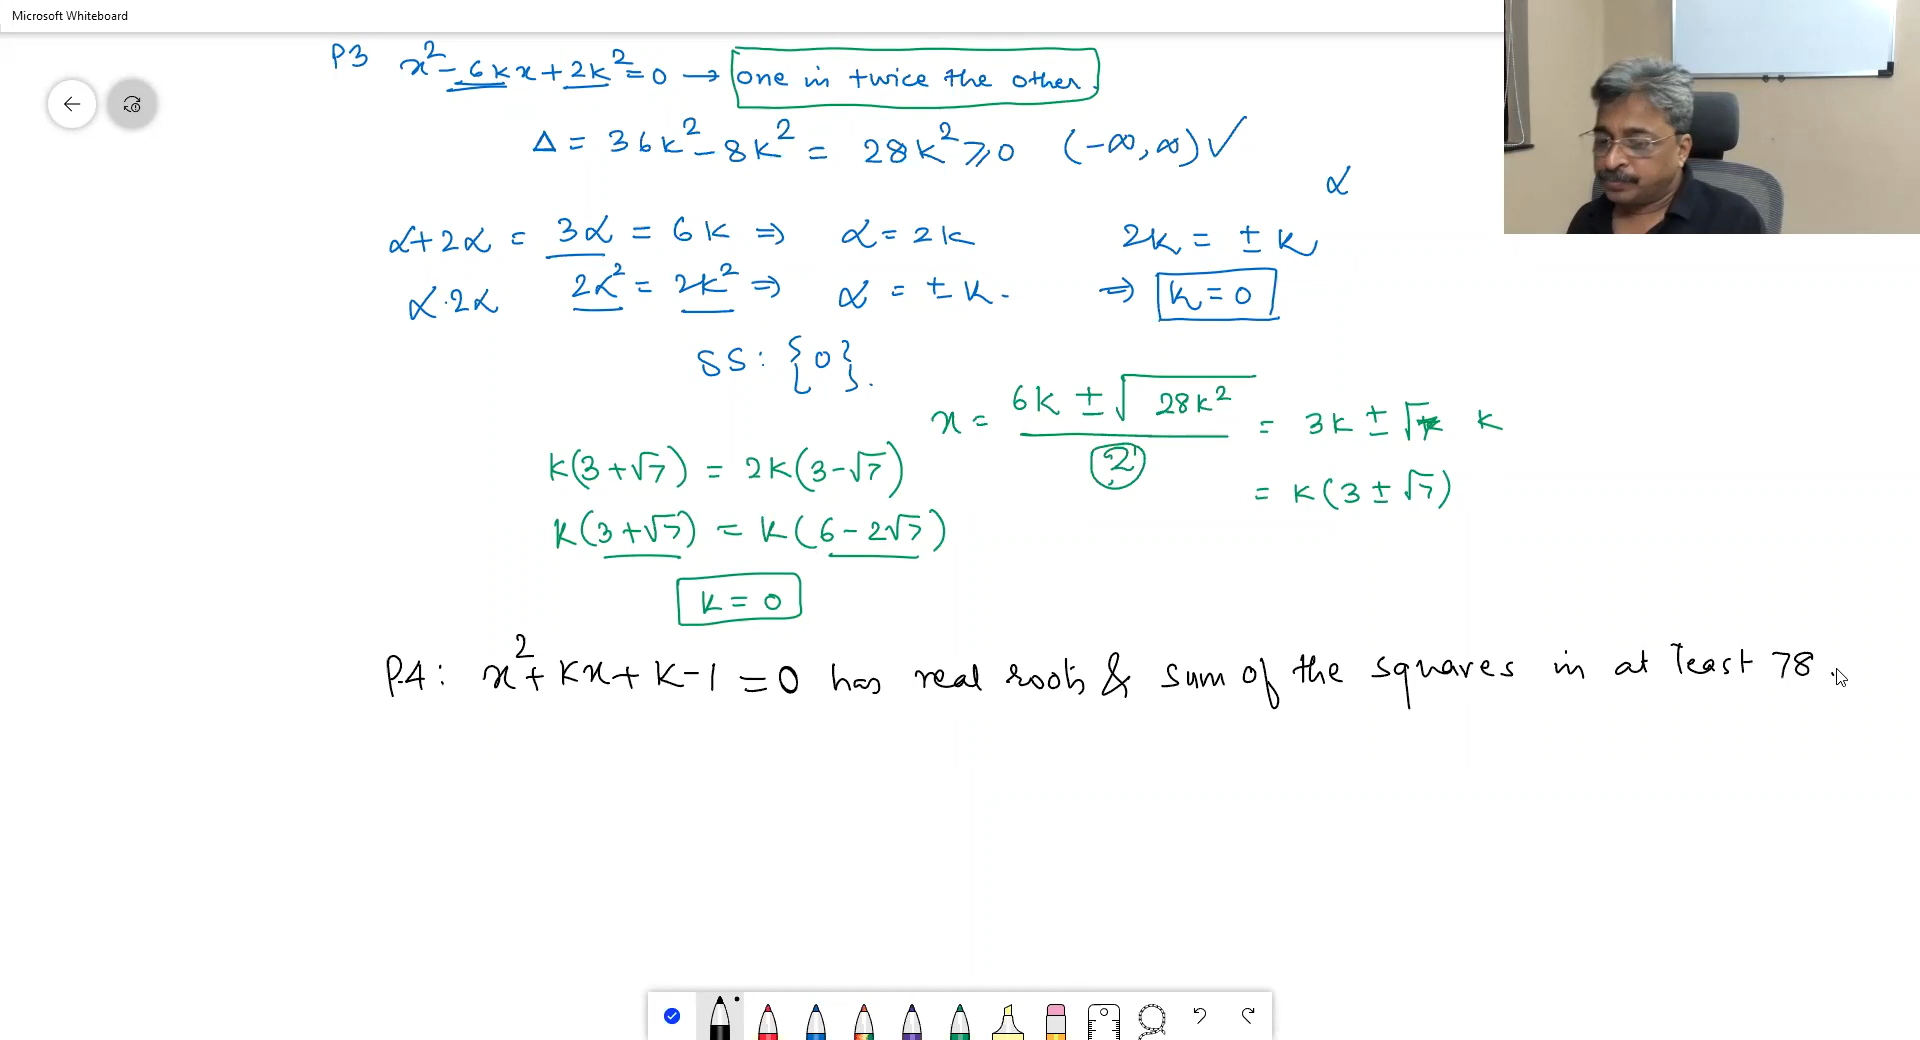 Microsoft Whiteboard
P3 x² - 6kx + 2k² = 0 → one is twice the other.
Δ = 36k² - 8k² = 28k² ⩾ 0 (-∞, ∞) ✓
α
α + 2α = 3α = 6k ⇒ α = 2k 2k = ± k
α·2α 2α² = 2k² ⇒ α = ± k. ⇒ k = 0
SS: {0}.
x = (6k ± √28k²)/2 = 3k ± √7 k
= k(3 ± √7)
k(3 + √7) = 2k(3 - √7)
k(3 + √7) = k(6 - 2√7)
k = 0
P.4: x² + kx + k - 1 = 0 has real roots & sum of the squares is at least 78.